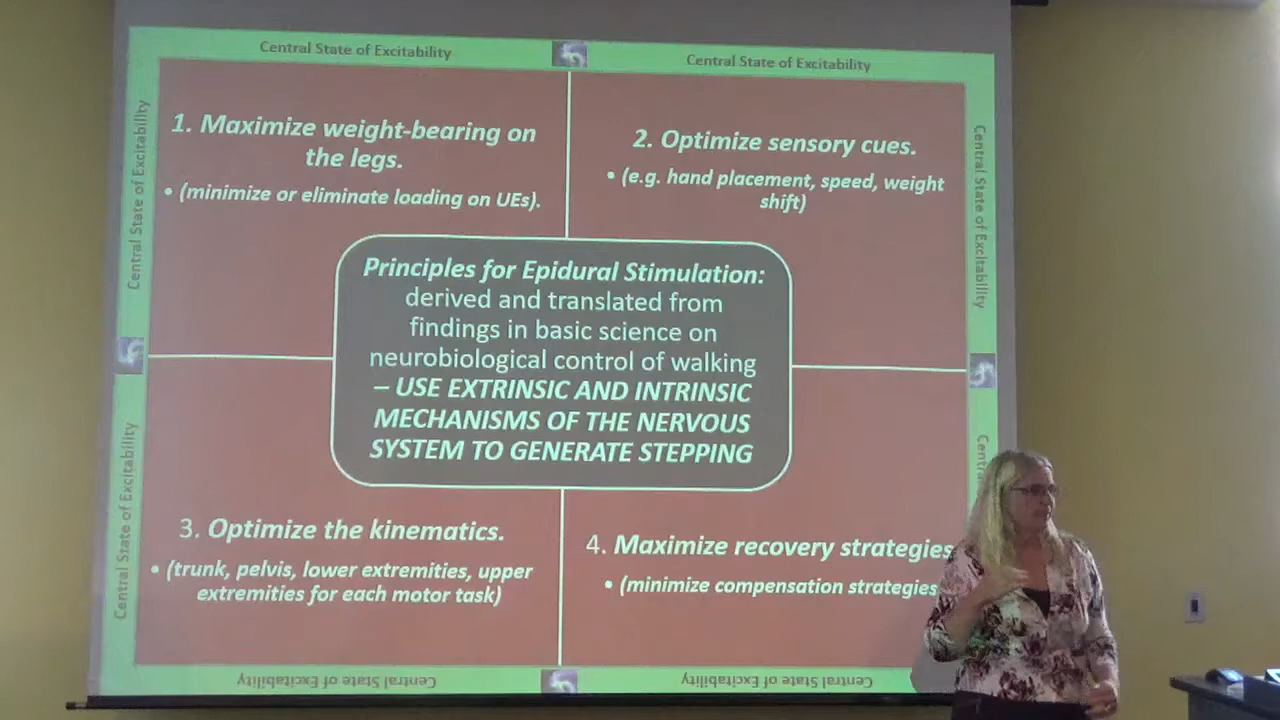 Central State of Excitability
Central State of Excitability
Central State of Excitability
1. Maximize weight-bearing on
the legs.
• (minimize or eliminate loading on UEs).
2. Optimize sensory cues.
• (e.g. hand placement, speed, weight
shift)
Central State of Excitability
Principles for Epidural Stimulation:
derived and translated from
findings in basic science on
neurobiological control of walking
– USE EXTRINSIC AND INTRINSIC
MECHANISMS OF THE NERVOUS
SYSTEM TO GENERATE STEPPING
Central State of Excitability
3. Optimize the kinematics.
• (trunk, pelvis, lower extremities, upper
extremities for each motor task)
4. Maximize recovery strategies
• (minimize compensation strategies
Cent
Central State of Excitability
Central State of Excitability